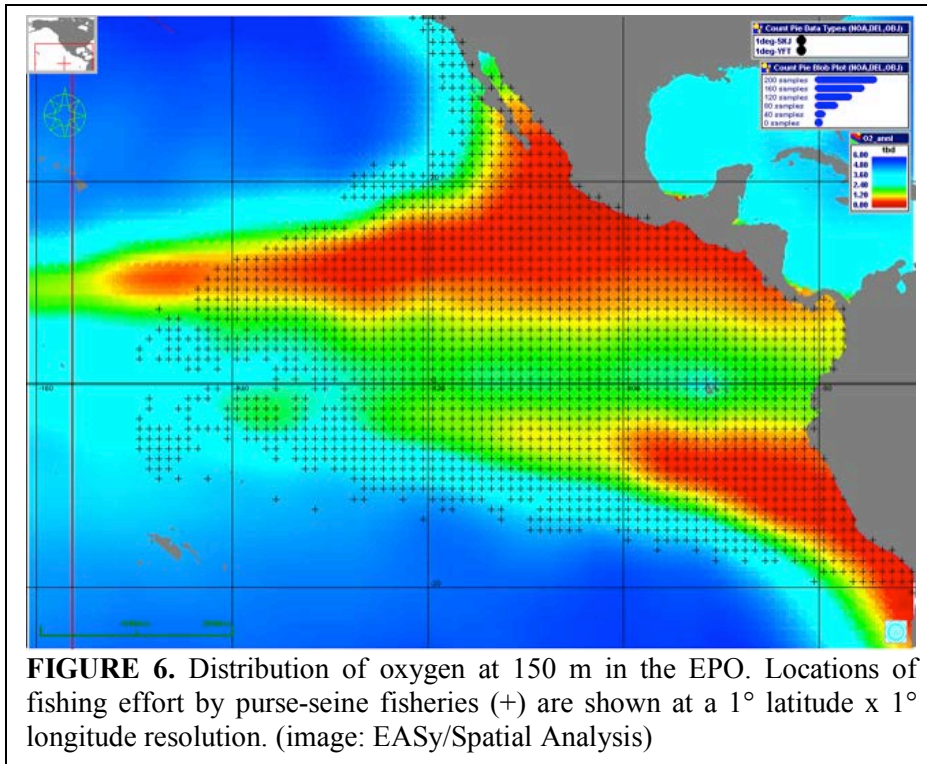 Count Pie Data Types (NOA,DEL,OBJ)
1deg-SKJ
1deg-YFT
Count Pie Blob Plot (NOA,DEL,OBJ)
200 samples
160 samples
120 samples
80 samples
40 samples
0 samples
O2_annl
tbd
6.00
4.80
3.60
2.40
1.20
0.00
FIGURE 6. Distribution of oxygen at 150 m in the EPO. Locations of
fishing effort by purse-seine fisheries (+) are shown at a 1° latitude x 1°
longitude resolution. (image: EASy/Spatial Analysis)